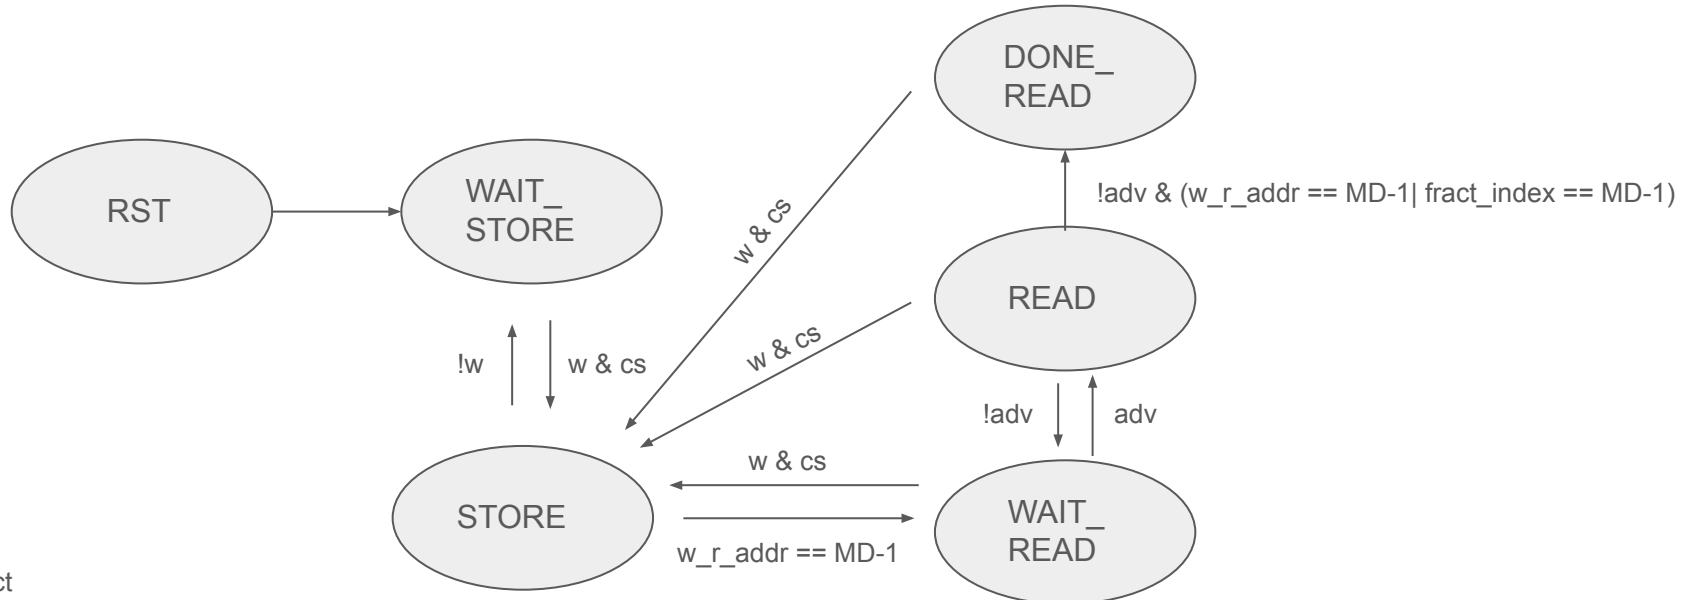 DONE_
READ
RST
WAIT_
STORE
!adv & (w_r_addr == MD-1| fract_index == MD-1)
w & cs
READ
w & cs
!w
w & cs
!adv
adv
STORE
w & cs
w_r_addr == MD-1
WAIT_
READ
ct